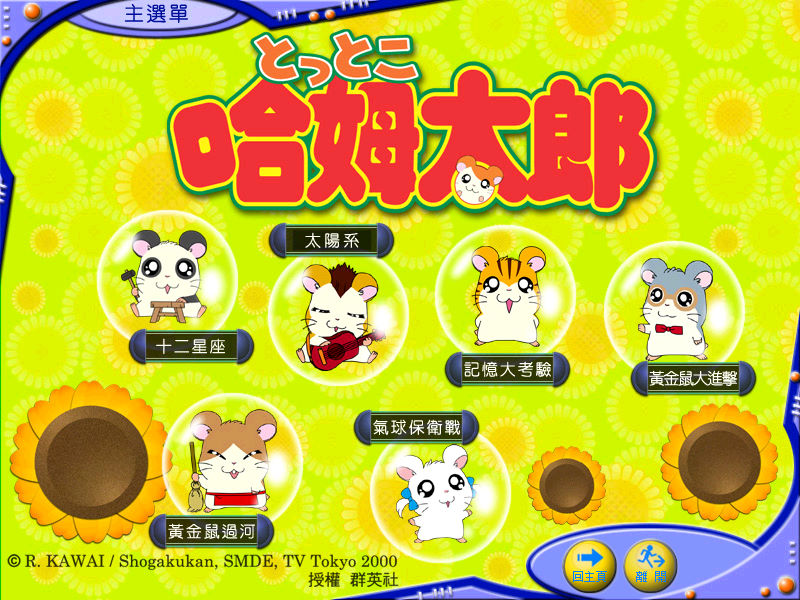 主選單
とっとこ
哈姆太郎
太陽系
十二星座
記憶大考驗
黃金鼠大進擊
氣球保衛戰
黃金鼠過河
© R. KAWAI / Shogakukan, SMDE, TV Tokyo 2000
授權 群英社
回主頁
離 開